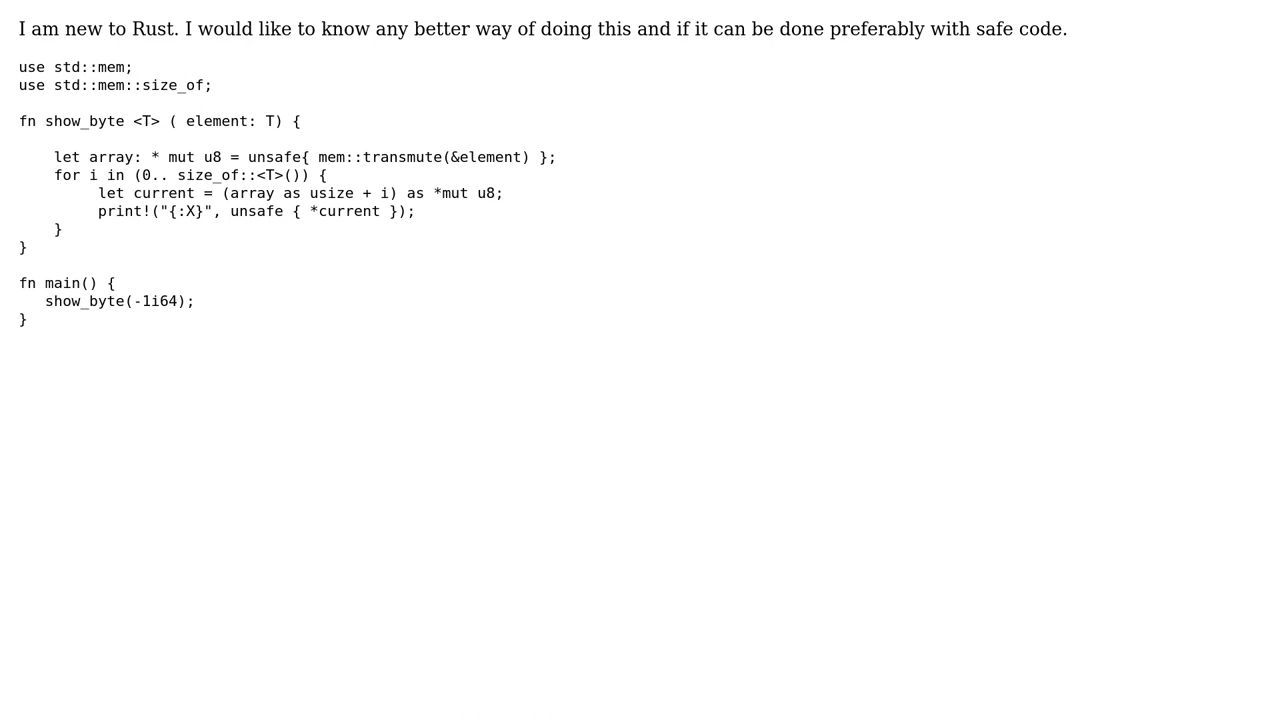 I am new to Rust. I would like to know any better way of doing this and if it can be done preferably with safe code.
use std::mem;
use std::mem::size_of;
fn show_byte <T> ( element: T) {
    let array: * mut u8 = unsafe{ mem::transmute(&element) };
    for i in (0.. size_of::<T>()) {
         let current = (array as usize + i) as *mut u8;
         print!("{:X}", unsafe { *current });
    }
}
fn main() {
   show_byte(-1i64);
}